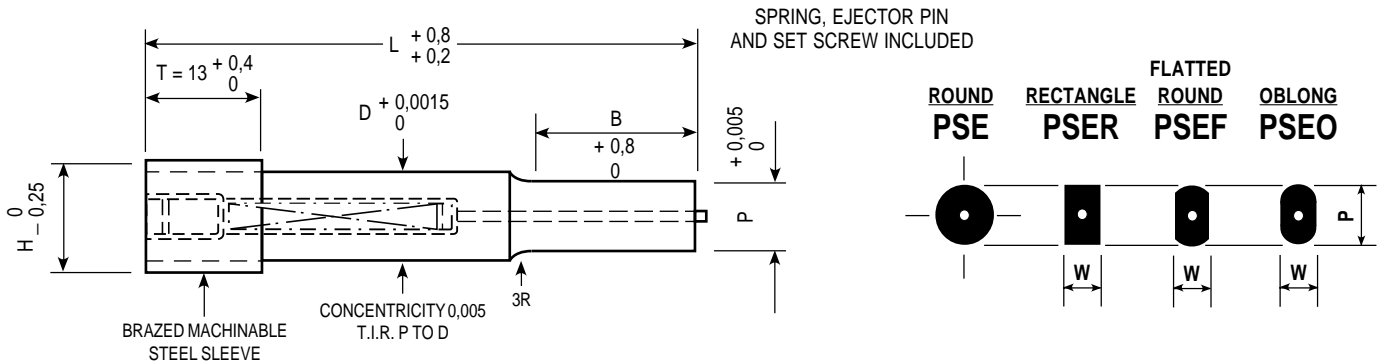 SPRING, EJECTOR PIN
AND SET SCREW INCLUDED
L + 0,8
+ 0,2
T = 13 + 0,4
0
D + 0,0015
0
B
+ 0,8
0
+ 0,005
0
P
H 0
– 0,25
BRAZED MACHINABLE
STEEL SLEEVE
CONCENTRICITY 0,005
T.I.R. P TO D
3R
ROUND
PSE
RECTANGLE
PSER
FLATTED
ROUND
PSEF
OBLONG
PSEO
P
W
W
W